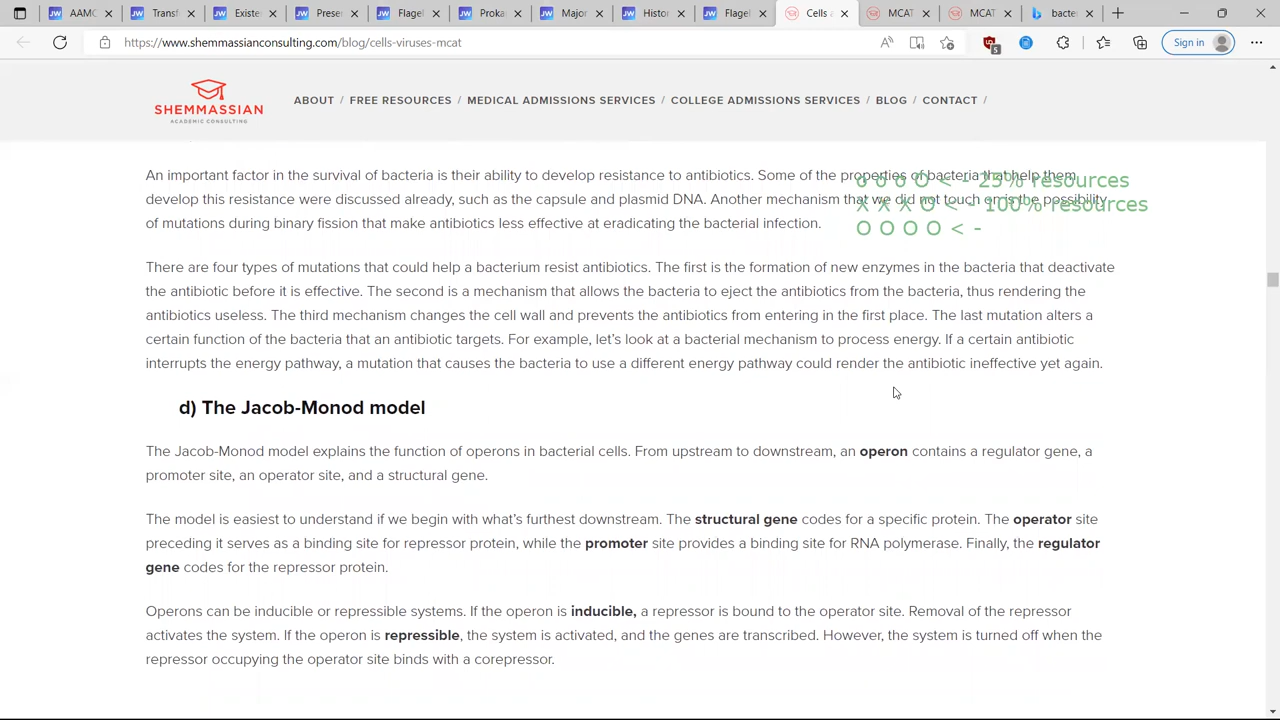 AAMC
Transf
Exister
Preser
Flagel
Proka
Major
Histor
Flagel
Cells a
MCAT
MCAT
bacter
https://www.shemmassianconsulting.com/blog/cells-viruses-mcat
5
Sign in
SHEMMASSIAN
ACADEMIC CONSULTING
ABOUT / FREE RESOURCES / MEDICAL ADMISSIONS SERVICES / COLLEGE ADMISSIONS SERVICES / BLOG / CONTACT /
An important factor in the survival of bacteria is their ability to develop resistance to antibiotics. Some of the properties of bacteria that help them
develop this resistance were discussed already, such as the capsule and plasmid DNA. Another mechanism that we did not touch on is the possibility
of mutations during binary fission that make antibiotics less effective at eradicating the bacterial infection.
o o o O < - 25% resources
X X X O < - 100% resources
O O O O < -
There are four types of mutations that could help a bacterium resist antibiotics. The first is the formation of new enzymes in the bacteria that deactivate
the antibiotic before it is effective. The second is a mechanism that allows the bacteria to eject the antibiotics from the bacteria, thus rendering the
antibiotics useless. The third mechanism changes the cell wall and prevents the antibiotics from entering in the first place. The last mutation alters a
certain function of the bacteria that an antibiotic targets. For example, let's look at a bacterial mechanism to process energy. If a certain antibiotic
interrupts the energy pathway, a mutation that causes the bacteria to use a different energy pathway could render the antibiotic ineffective yet again.
d) The Jacob-Monod model
The Jacob-Monod model explains the function of operons in bacterial cells. From upstream to downstream, an operon contains a regulator gene, a
promoter site, an operator site, and a structural gene.
The model is easiest to understand if we begin with what's furthest downstream. The structural gene codes for a specific protein. The operator site
preceding it serves as a binding site for repressor protein, while the promoter site provides a binding site for RNA polymerase. Finally, the regulator
gene codes for the repressor protein.
Operons can be inducible or repressible systems. If the operon is inducible, a repressor is bound to the operator site. Removal of the repressor
activates the system. If the operon is repressible, the system is activated, and the genes are transcribed. However, the system is turned off when the
repressor occupying the operator site binds with a corepressor.